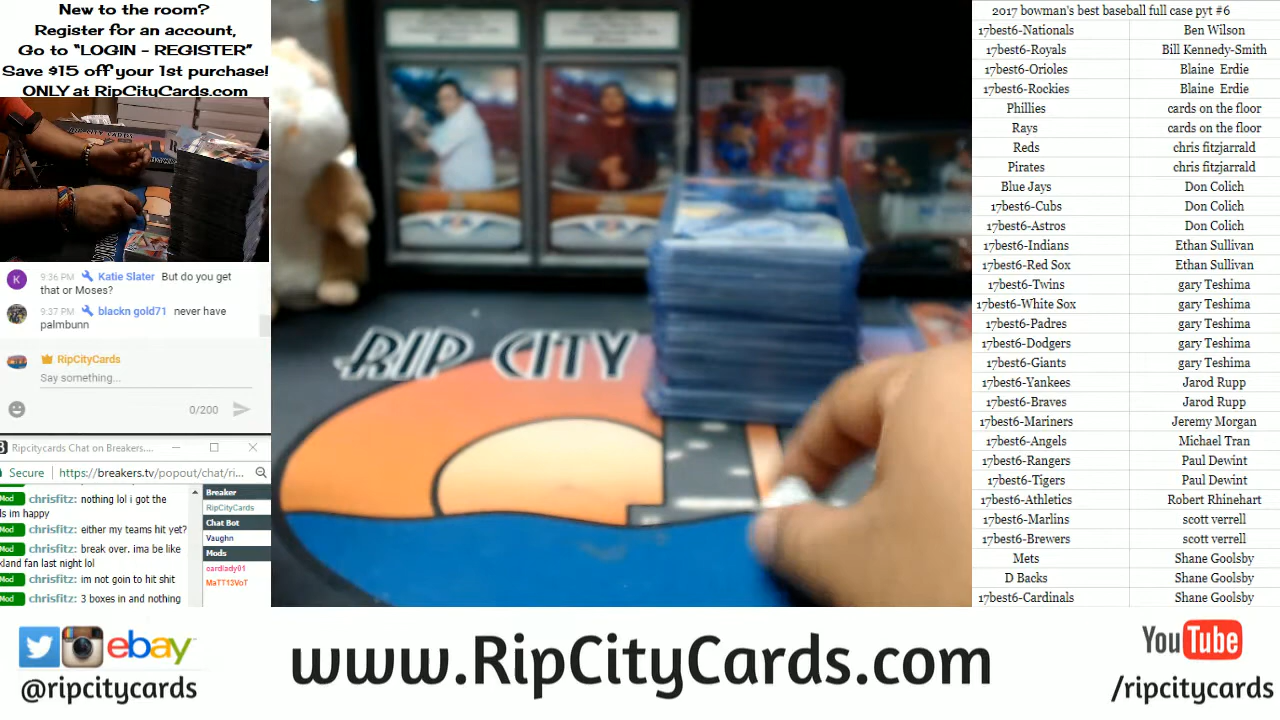 New to the room?
Register for an account,
Go to “LOGIN - REGISTER”
Save $15 off your 1st purchase!
ONLY at RipCityCards.com
RIP CITY
K
9:36 PM Katie Slater But do you get
that or Moses?
9:37 PM blackn gold71 never have
palmbunn
RipCityCards
Say something...
0/200
Ripcitycards Chat on Breakers....
Secure https://breakers.tv/popout/chat/ri...
Mod chrisfitz: nothing lol i got the
ls im happy
Mod chrisfitz: either my teams hit yet?
Mod chrisfitz: break over. ima be like
kland fan last night lol
Mod chrisfitz: im not goin to hit shit
Mod chrisfitz: 3 boxes in and nothing
Breaker
RipCityCards
Chat Bot
Vaughn
Mods
cardlady01
MaTT13VoT
RIP CITY
2017 bowman's best baseball full case pyt #6
17best6-Nationals Ben Wilson
17best6-Royals Bill Kennedy-Smith
17best6-Orioles Blaine Erdie
17best6-Rockies Blaine Erdie
Phillies cards on the floor
Rays cards on the floor
Reds chris fitzjarrald
Pirates chris fitzjarrald
Blue Jays Don Colich
17best6-Cubs Don Colich
17best6-Astros Don Colich
17best6-Indians Ethan Sullivan
17best6-Red Sox Ethan Sullivan
17best6-Twins gary Teshima
17best6-White Sox gary Teshima
17best6-Padres gary Teshima
17best6-Dodgers gary Teshima
17best6-Giants gary Teshima
17best6-Yankees Jarod Rupp
17best6-Braves Jarod Rupp
17best6-Mariners Jeremy Morgan
17best6-Angels Michael Tran
17best6-Rangers Paul Dewint
17best6-Tigers Paul Dewint
17best6-Athletics Robert Rhinehart
17best6-Marlins scott verrell
17best6-Brewers scott verrell
Mets Shane Goolsby
D Backs Shane Goolsby
17best6-Cardinals Shane Goolsby
ebay
@ripcitycards
www.RipCityCards.com
YouTube
/ripcitycards